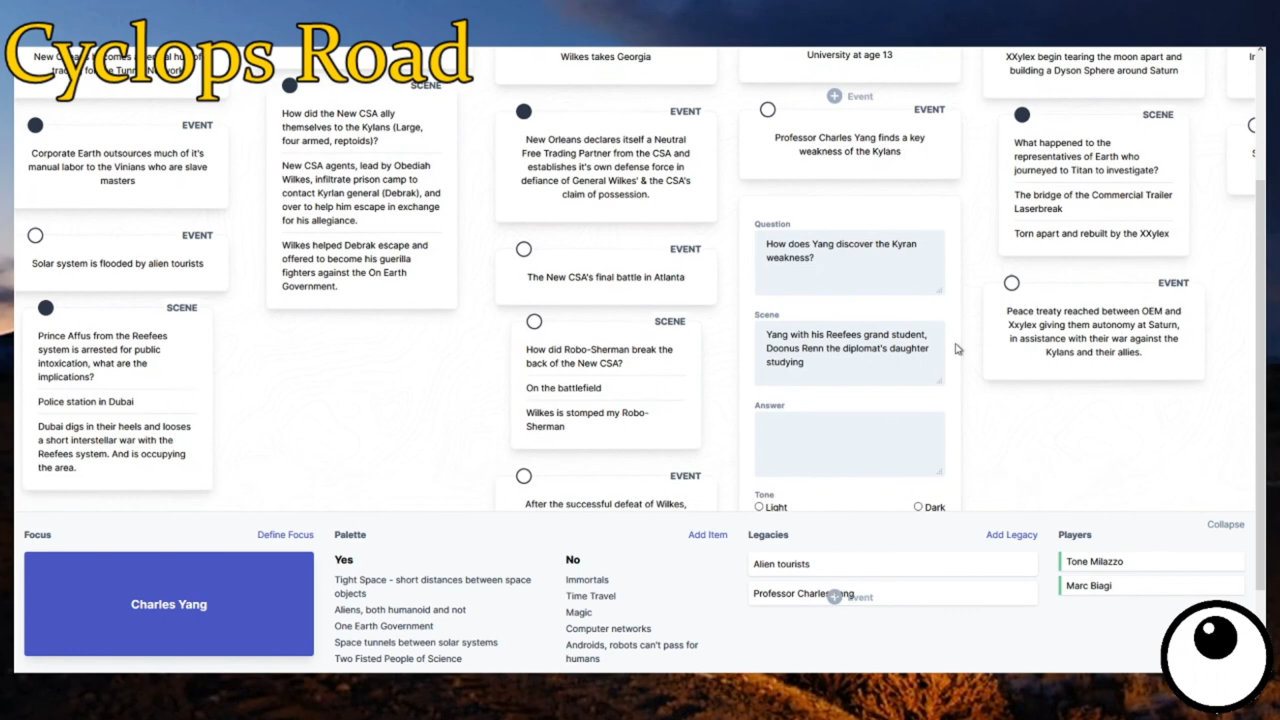 Cyclops Road
EVENT
Corporate Earth outsources much of it's
manual labor to the Vinians who are slave
masters
EVENT
Solar system is flooded by alien tourists
SCENE
Prince Affus from the Reefees
system is arrested for public
intoxication, what are the
implications?
Police station in Dubai
Dubai digs in their heels and looses
a short interstellar war with the
Reefees system. And is occupying
the area.
SCENE
How did the New CSA ally
themselves to the Kylans (Large,
four armed, reptoids)?
New CSA agents, lead by Obediah
Wilkes, infiltrate prison camp to
contact Kyrlan general (Debrak), and
over to help him escape in exchange
for his allegiance.
Wilkes helped Debrak escape and
offered to become his guerilla
fighters against the On Earth
Government.
Wilkes takes Georgia
EVENT
New Orleans declares itself a Neutral
Free Trading Partner from the CSA and
establishes it's own defense force in
defiance of General Wilkes' & the CSA's
claim of possession.
EVENT
The New CSA's final battle in Atlanta
SCENE
How did Robo-Sherman break the
back of the New CSA?
On the battlefield
Wilkes is stomped my Robo-
Sherman
EVENT
After the successful defeat of Wilkes,
University at age 13
Event
EVENT
Professor Charles Yang finds a key
weakness of the Kylans
Question
How does Yang discover the Kyran
weakness?
Scene
Yang with his Reefees grand student,
Doonus Renn the diplomat's daughter
studying
Answer
Tone
Light
Dark
XXylex begin tearing the moon apart and
building a Dyson Sphere around Saturn
SCENE
What happened to the
representatives of Earth who
journeyed to Titan to investigate?
The bridge of the Commercial Trailer
Laserbreak
Torn apart and rebuilt by the XXylex
EVENT
Peace treaty reached between OEM and
Xxylex giving them autonomy at Saturn,
in assistance with their war against the
Kylans and their allies.
Collapse
Focus
Define Focus
Charles Yang
Palette
Add Item
Yes
Tight Space - short distances between space
objects
Aliens, both humanoid and not
One Earth Government
Space tunnels between solar systems
Two Fisted People of Science
No
Immortals
Time Travel
Magic
Computer networks
Androids, robots can't pass for
humans
Legacies
Add Legacy
Alien tourists
Professor Charles Yang
Event
Players
Tone Milazzo
Marc Biagi